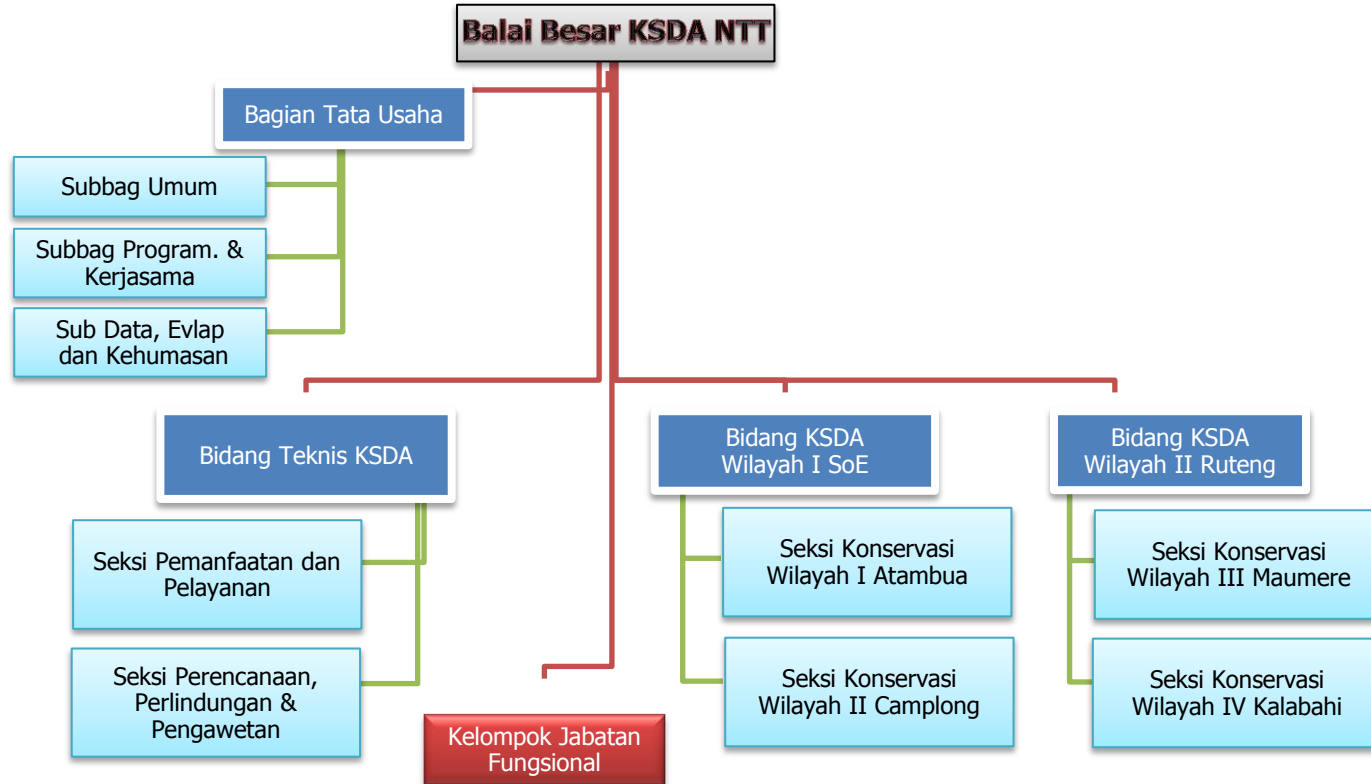 Balai Besar KSDA NTT
Bagian Tata Usaha
Subbag Umum
Subbag Program. &
Kerjasama
Sub Data, Evlap
dan Kehumasan
Bidang Teknis KSDA
Seksi Pemanfaatan dan
Pelayanan
Seksi Perencanaan,
Perlindungan &
Pengawetan
Kelompok Jabatan
Fungsional
Bidang KSDA
Wilayah I SoE
Seksi Konservasi
Wilayah I Atambua
Seksi Konservasi
Wilayah II Camplong
Bidang KSDA
Wilayah II Ruteng
Seksi Konservasi
Wilayah III Maumere
Seksi Konservasi
Wilayah IV Kalabahi